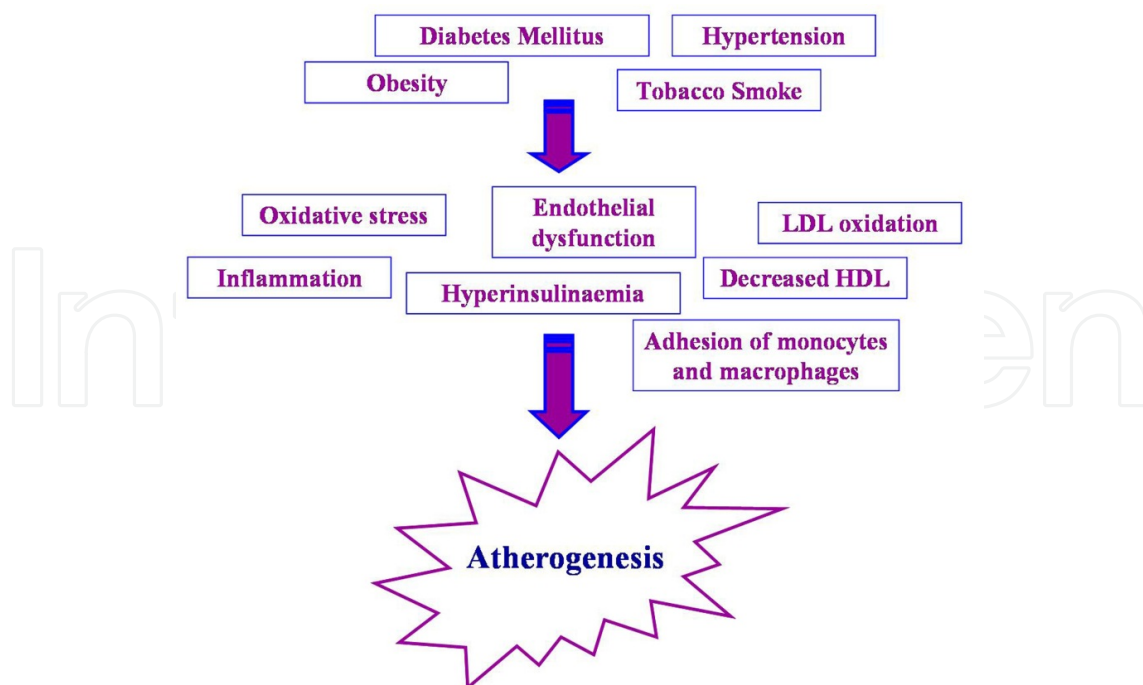 Diabetes Mellitus
Hypertension
Obesity
Tobacco Smoke
Oxidative stress
Endothelial
dysfunction
LDL oxidation
Inflammation
Hyperinsulinaemia
Decreased HDL
Adhesion of monocytes
and macrophages
Atherogenesis